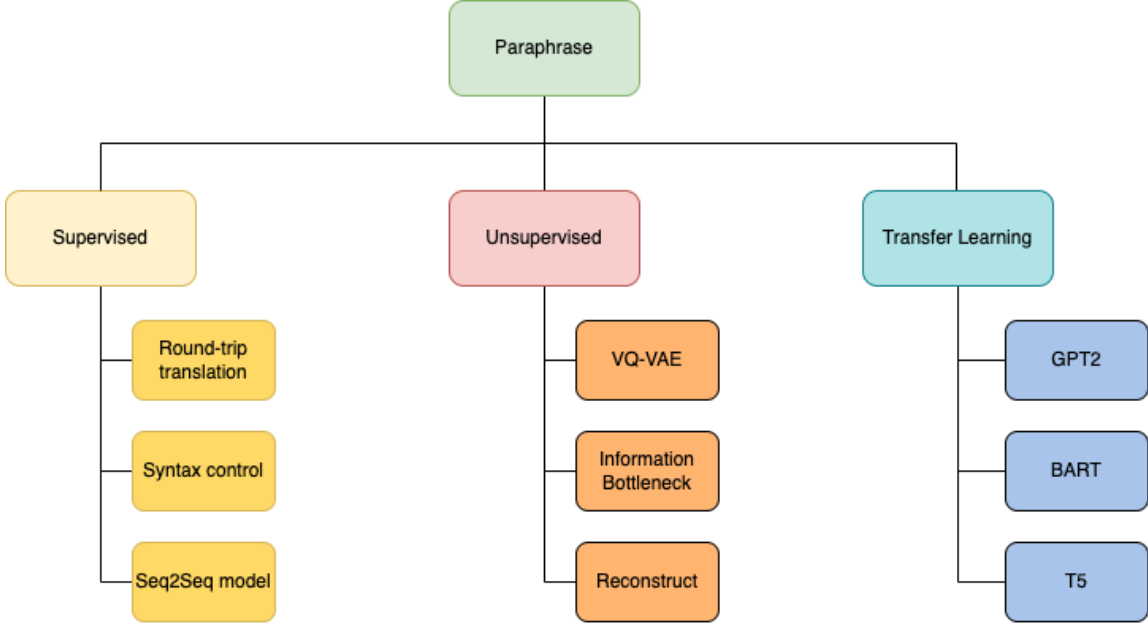 Paraphrase
Supervised
Unsupervised
Transfer Learning
Round-trip
translation
VQ-VAE
GPT2
Syntax control
Information
Bottleneck
BART
Seq2Seq model
Reconstruct
T5